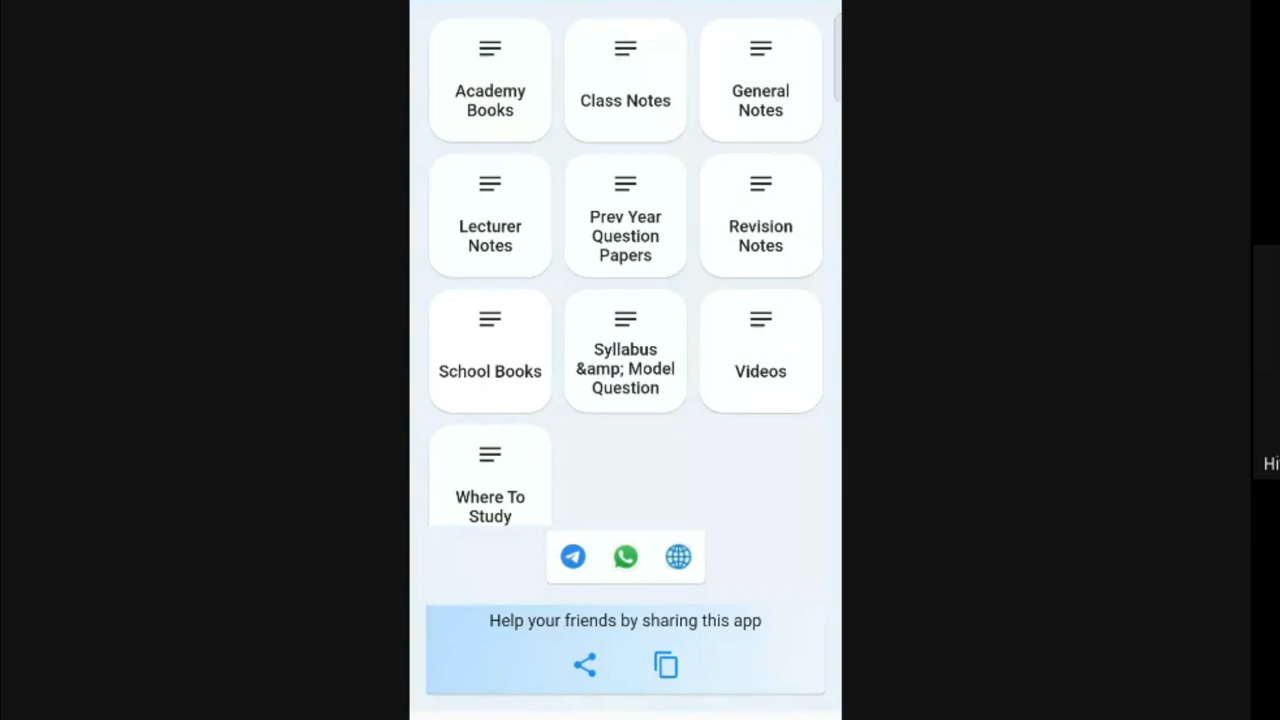 Academy
Books
Class Notes
General
Notes
Lecturer
Notes
Prev Year
Question
Papers
Revision
Notes
School Books
Syllabus
&amp; Model
Question
Videos
Where To
Study
Help your friends by sharing this app
Hi